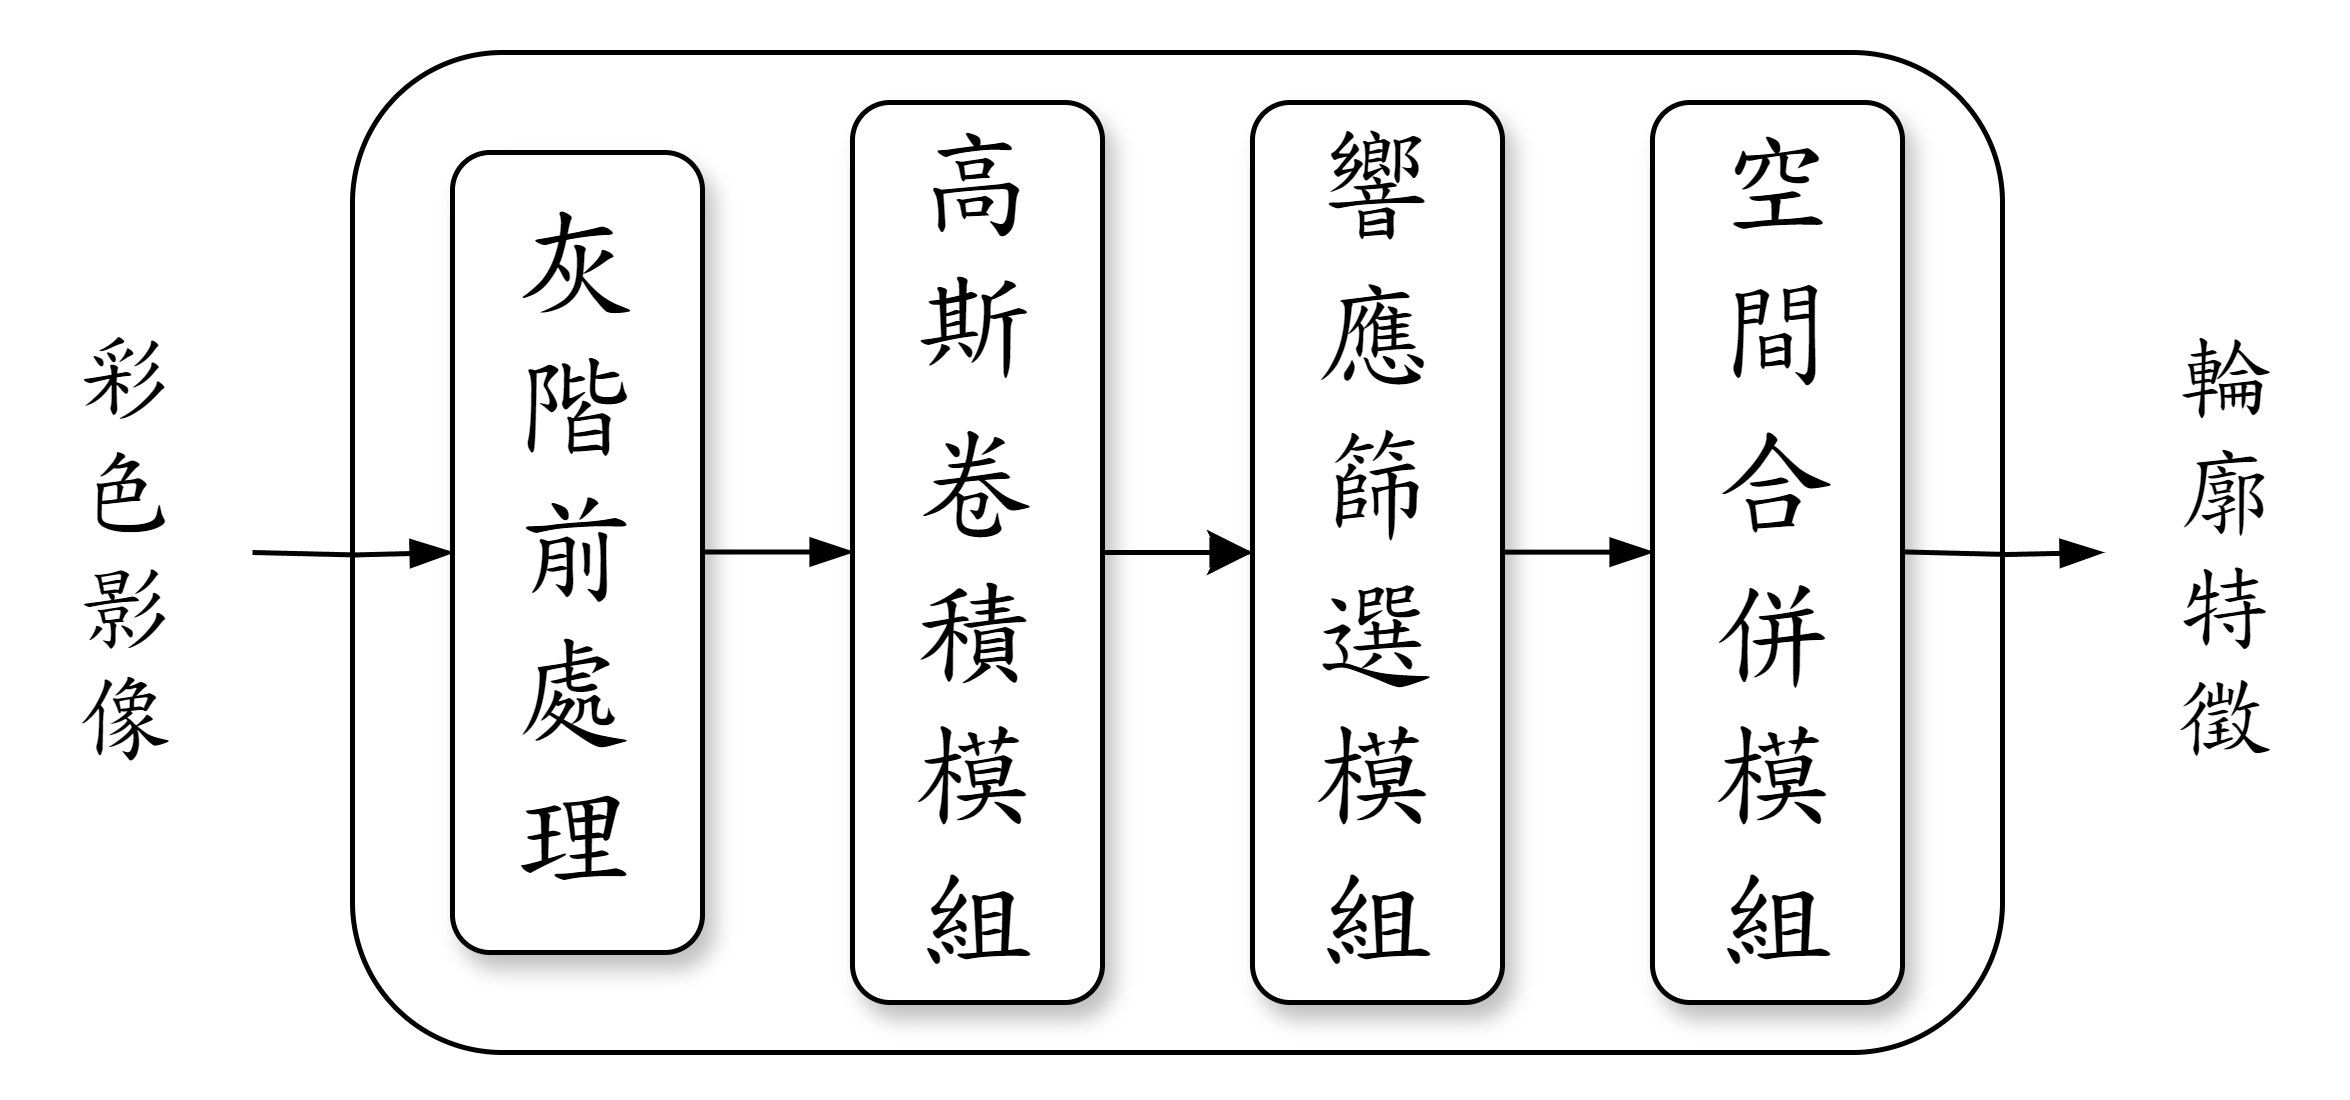 彩色影像
灰階前處理
高斯卷積模組
響應篩選模組
空間合併模組
輪廓特徵